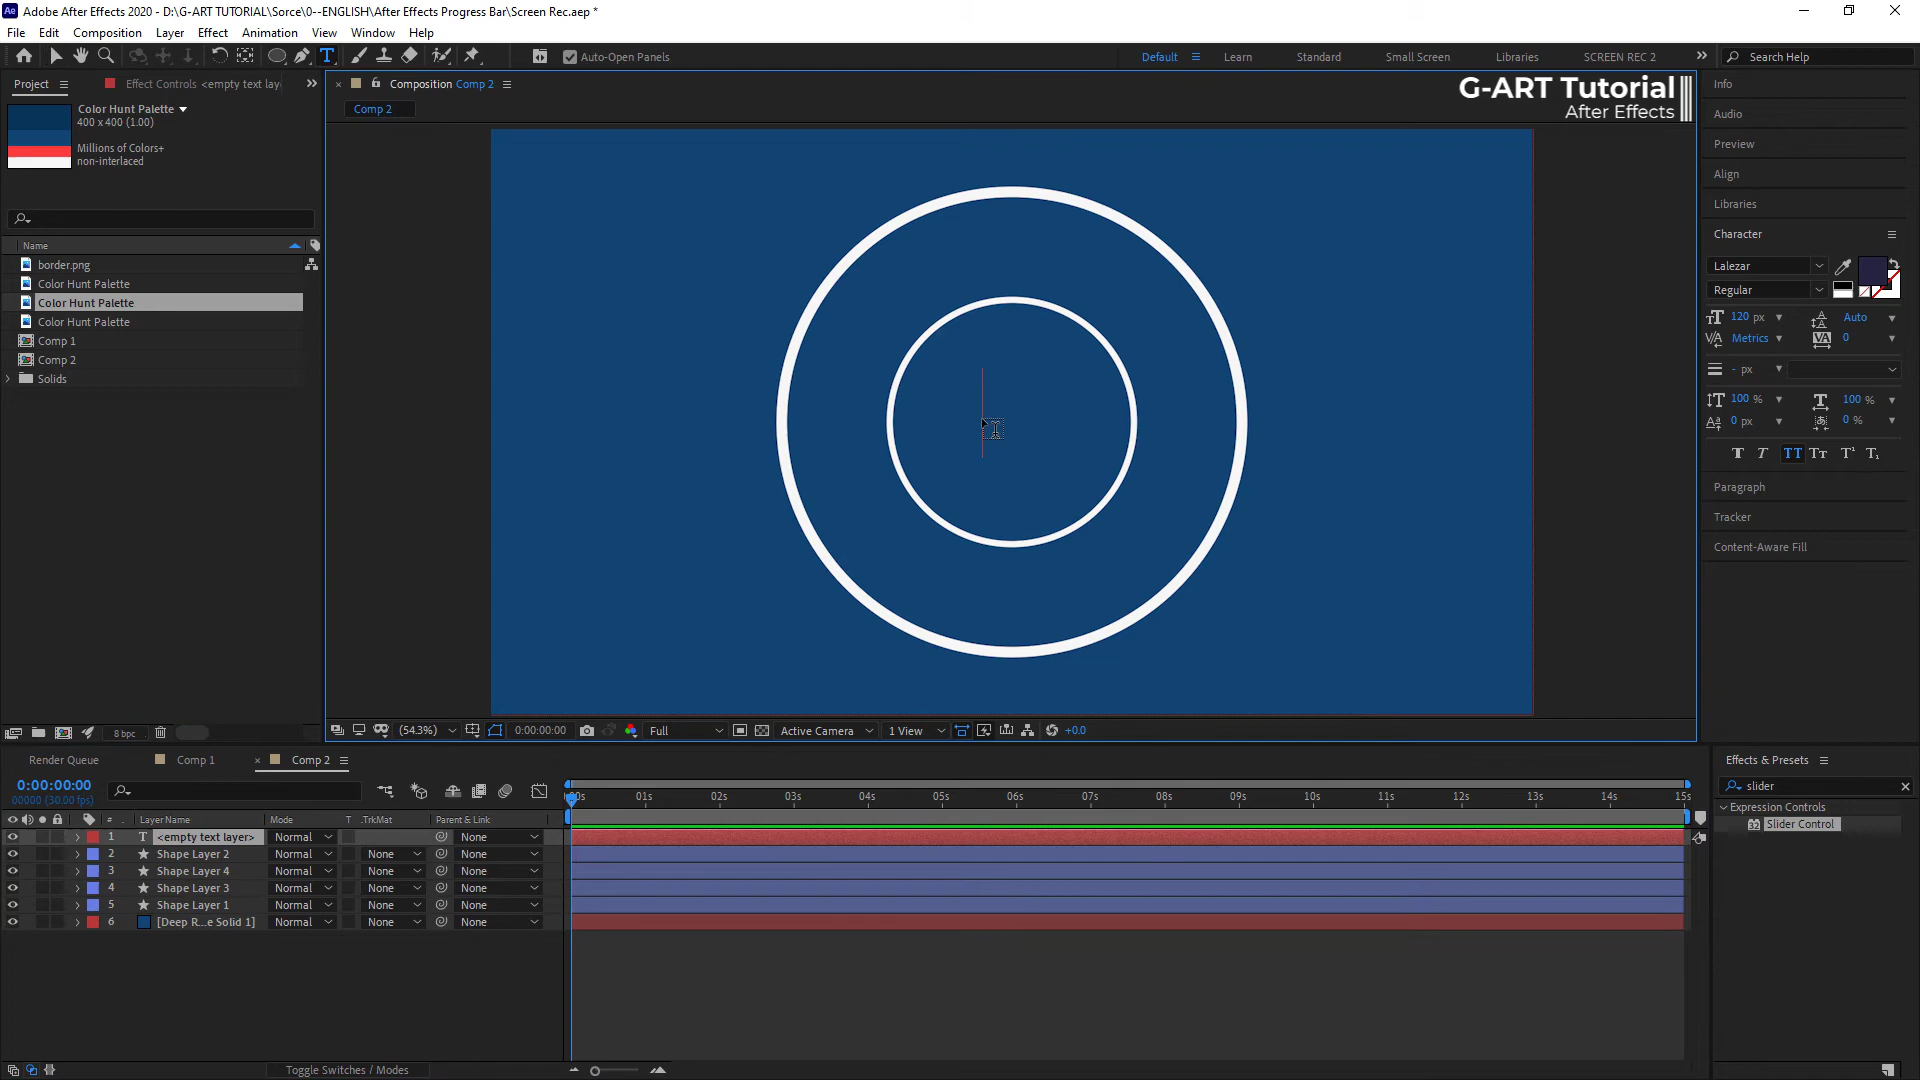 Adobe After Effects 2020 - D:\G-ART TUTORIAL\Sorce\0--ENGLISH\After Effects Progress Bar\Screen Rec.aep *
File Edit Composition Layer Effect Animation View Window Help
Auto-Open Panels
Default Learn Standard Small Screen Libraries SCREEN REC 2 Search Help
Project Effect Controls <empty text lay
Composition Comp 2
Comp 2
G-ART Tutorial
After Effects
Color Hunt Palette
400 x 400 (1.00)
Millions of Colors+
non-interlaced
Name
border.png
Color Hunt Palette
Color Hunt Palette
Color Hunt Palette
Comp 1
Comp 2
Solids
8 bpc
(54.3%) 0:00:00:00 Full Active Camera 1 View +0.0
Info
Audio
Preview
Align
Libraries
Character
Lalezar
Regular
120 px Auto
Metrics 0
- px
100 % 100 %
0 px 0 %
Paragraph
Tracker
Content-Aware Fill
Render Queue Comp 1 Comp 2
0:00:00:00
00000 (30.00 fps)
:00s 01s 02s 03s 04s 05s 06s 07s 08s 09s 10s 11s 12s 13s 14s 15s
# Layer Name Mode T .TrkMat Parent & Link
1 T <empty text layer> Normal None
2 Shape Layer 2 Normal None None
3 Shape Layer 4 Normal None None
4 Shape Layer 3 Normal None None
5 Shape Layer 1 Normal None None
6 [Deep R...e Solid 1] Normal None None
Toggle Switches / Modes
Effects & Presets
slider
Expression Controls
Slider Control